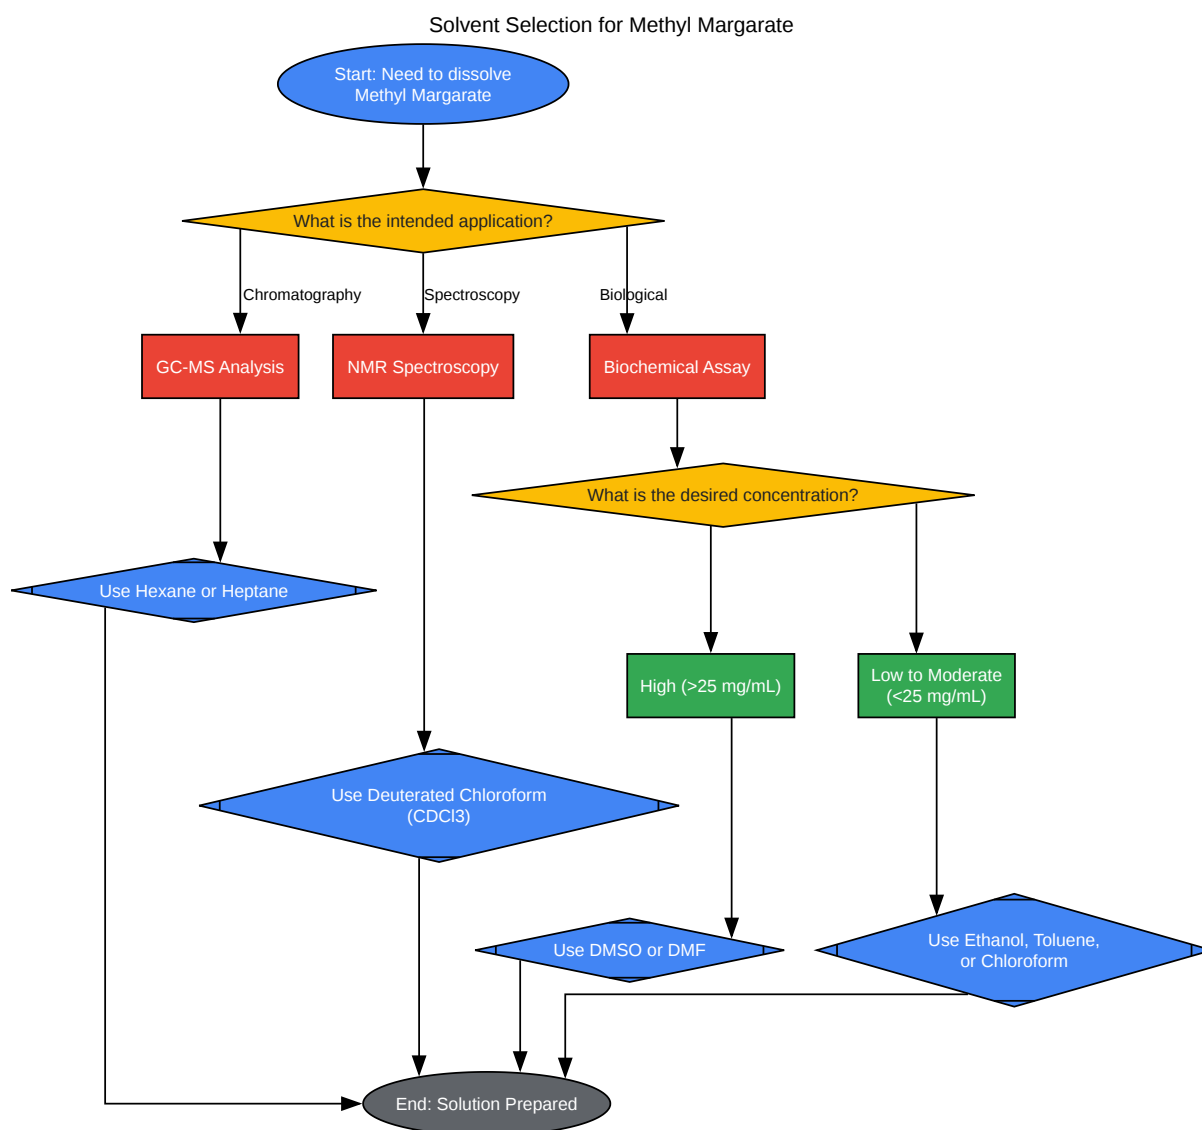 Solvent Selection for Methyl Margarate
Start: Need to dissolve
Methyl Margarate
What is the intended application?
Chromatography
Spectroscopy
Biological
GC-MS Analysis
NMR Spectroscopy
Biochemical Assay
What is the desired concentration?
Use Hexane or Heptane
High (>25 mg/mL)
Low to Moderate
(<25 mg/mL)
Use Deuterated Chloroform
(CDCl3)
Use DMSO or DMF
Use Ethanol, Toluene,
or Chloroform
End: Solution Prepared